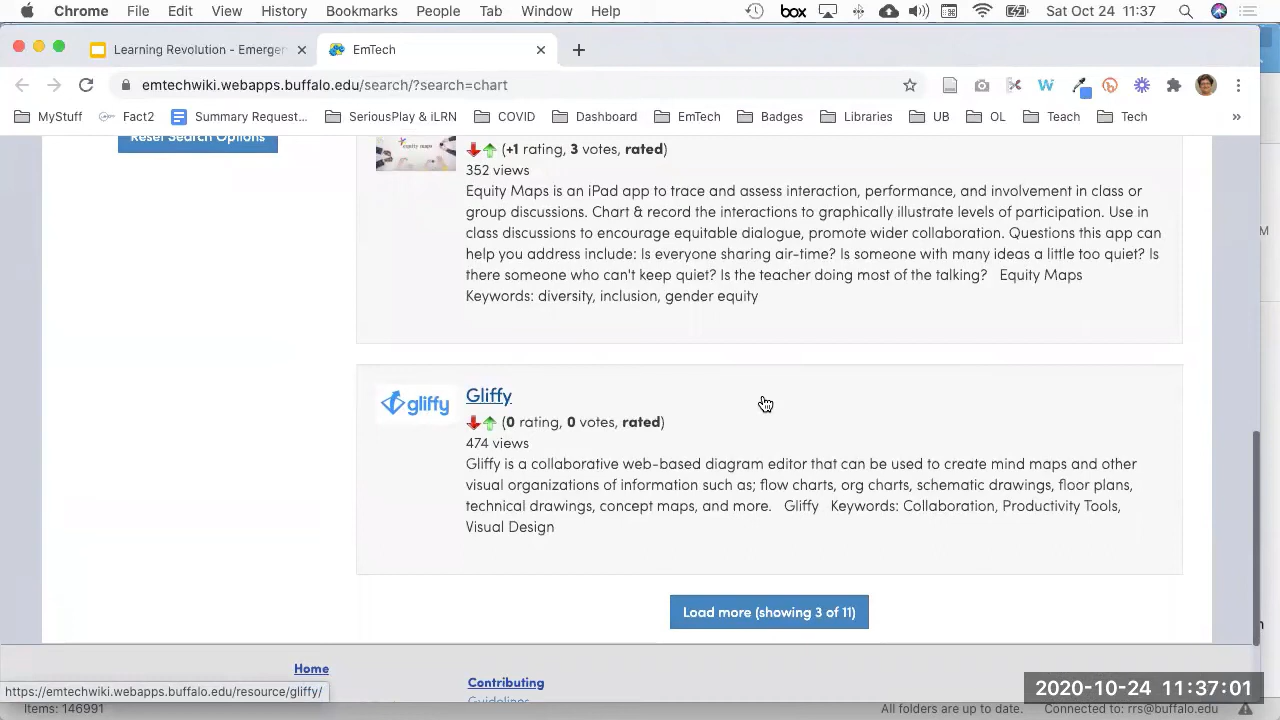 Chrome File Edit View History Bookmarks People Tab Window Help box Sat Oct 24 11:37
Learning Revolution - Emerger EmTech
emtechwiki.webapps.buffalo.edu/search/?search=chart
MyStuff Fact2 Summary Request... SeriousPlay & iLRN COVID Dashboard EmTech Badges Libraries UB OL Teach Tech »
Reset Search Options
equity maps
(+1 rating, 3 votes, rated)
352 views
Equity Maps is an iPad app to trace and assess interaction, performance, and involvement in class or
group discussions. Chart & record the interactions to graphically illustrate levels of participation. Use in
class discussions to encourage equitable dialogue, promote wider collaboration. Questions this app can
help you address include: Is everyone sharing air-time? Is someone with many ideas a little too quiet? Is
there someone who can't keep quiet? Is the teacher doing most of the talking? Equity Maps
Keywords: diversity, inclusion, gender equity
gliffy
Gliffy
(0 rating, 0 votes, rated)
474 views
Gliffy is a collaborative web-based diagram editor that can be used to create mind maps and other
visual organizations of information such as; flow charts, org charts, schematic drawings, floor plans,
technical drawings, concept maps, and more. Gliffy Keywords: Collaboration, Productivity Tools,
Visual Design
Load more (showing 3 of 11)
Home
Contributing
Guidelines
https://emtechwiki.webapps.buffalo.edu/resource/gliffy/
2020-10-24 11:37:01
Items: 146991 All folders are up to date. Connected to: rrs@buffalo.edu